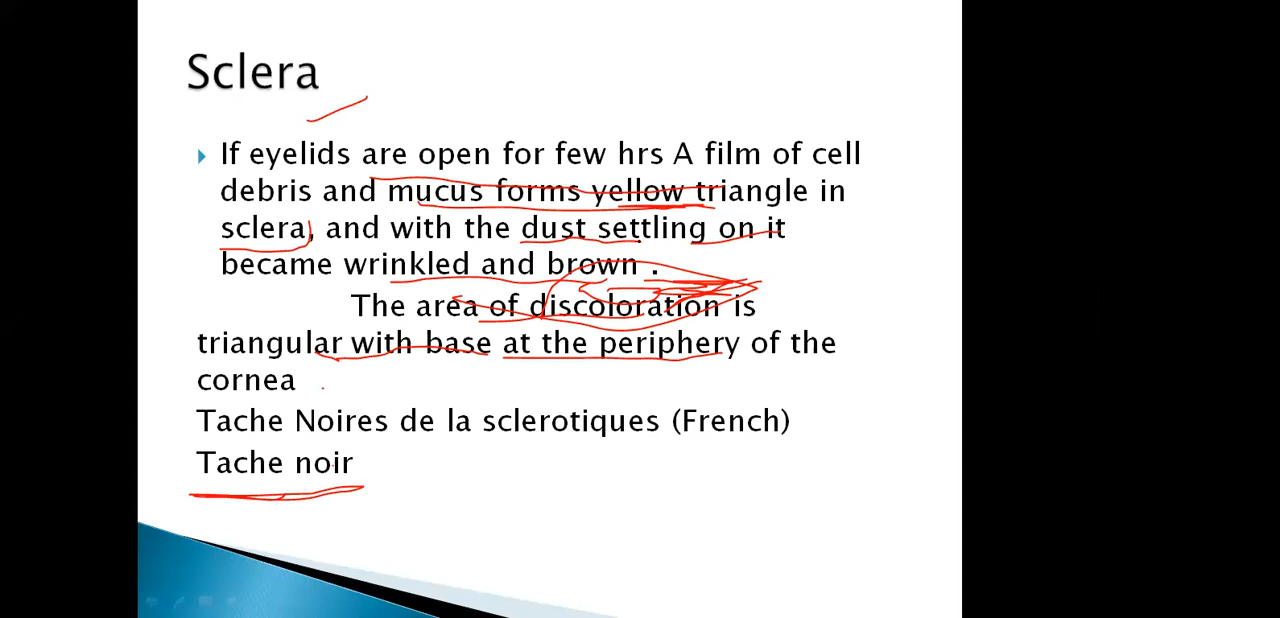 Sclera
If eyelids are open for few hrs A film of cell
debris and mucus forms yellow triangle in
sclera, and with the dust settling on it
became wrinkled and brown .
The area of discoloration is
triangular with base at the periphery of the
cornea
Tache Noires de la sclerotiques (French)
Tache noir